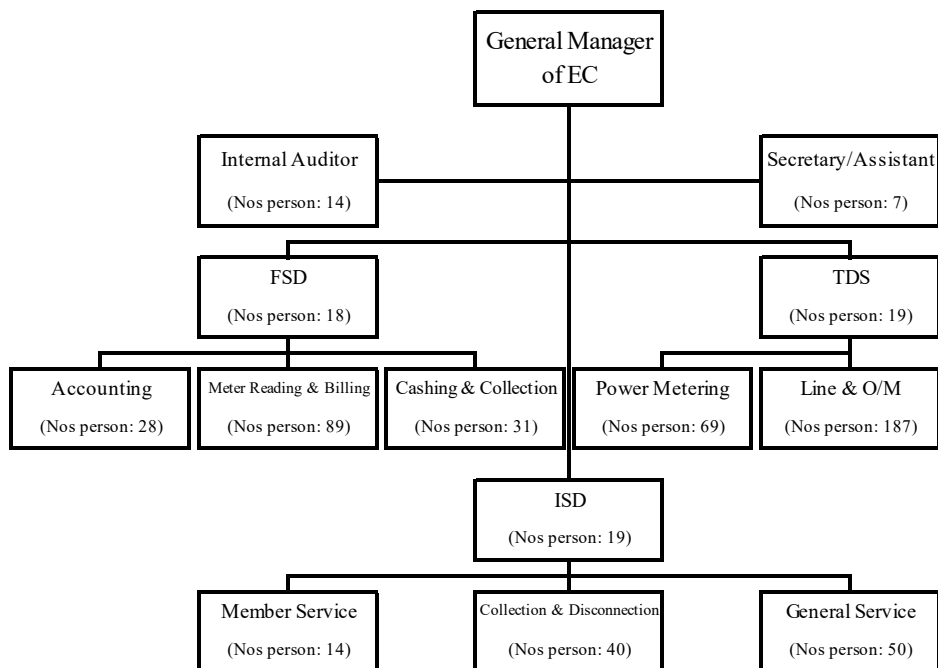 General Manager
of EC
Internal Auditor
(Nos person: 14)
Secretary/Assistant
(Nos person: 7)
FSD
(Nos person: 18)
TDS
(Nos person: 19)
Accounting
(Nos person: 28)
Meter Reading & Billing
(Nos person: 89)
Cashing & Collection
(Nos person: 31)
Power Metering
(Nos person: 69)
Line & O/M
(Nos person: 187)
ISD
(Nos person: 19)
Member Service
(Nos person: 14)
Collection & Disconnection
(Nos person: 40)
General Service
(Nos person: 50)